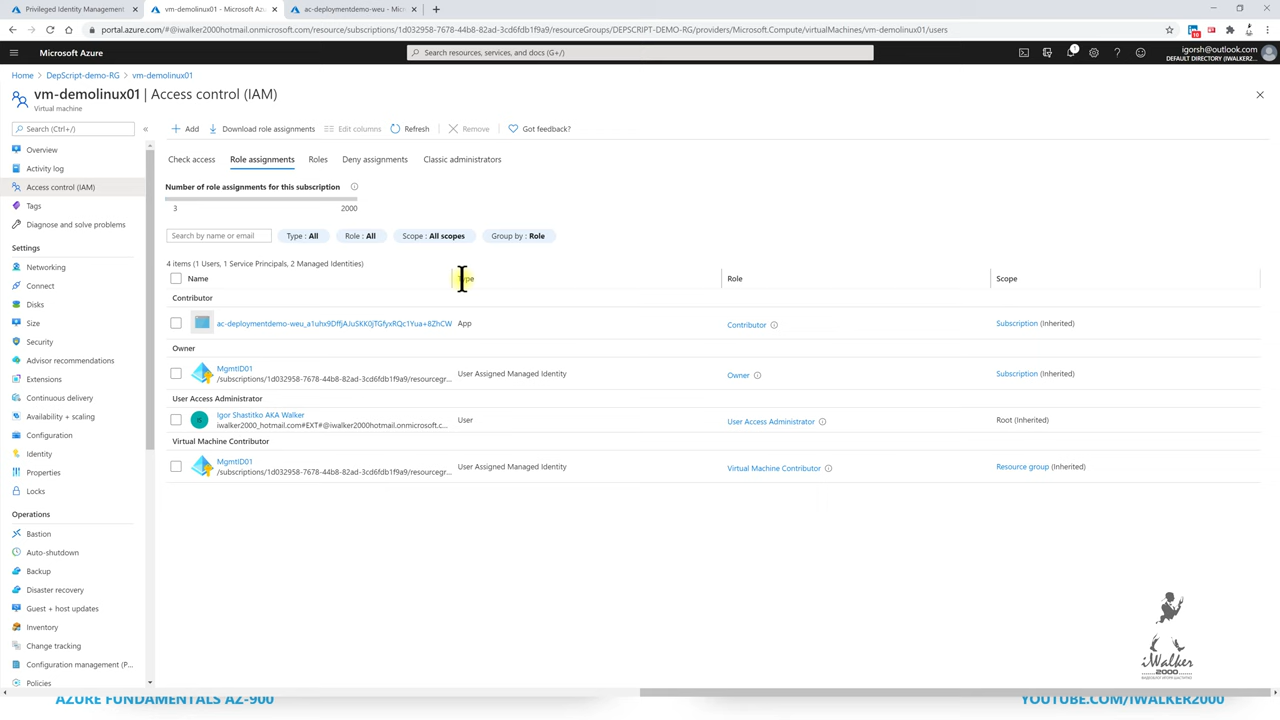 Privileged Identity Management
vm-demolinux01 - Microsoft Az
ac-deploymentdemo-weu - Mic
portal.azure.com/#@iwalker2000hotmail.onmicrosoft.com/resource/subscriptions/1d032958-7678-44b8-82ad-3cd6fdb1f9a9/resourceGroups/DEPSCRIPT-DEMO-RG/providers/Microsoft.Compute/virtualMachines/vm-demolinux01/users
Microsoft Azure
Search resources, services, and docs (G+/)
1
igorsh@outlook.com
DEFAULT DIRECTORY (IWALKER2...
Home > DepScript-demo-RG > vm-demolinux01
vm-demolinux01 | Access control (IAM)
Virtual machine
Search (Ctrl+/)
Overview
Activity log
Access control (IAM)
Tags
Diagnose and solve problems
Settings
Networking
Connect
Disks
Size
Security
Advisor recommendations
Extensions
Continuous delivery
Availability + scaling
Configuration
Identity
Properties
Locks
Operations
Bastion
Auto-shutdown
Backup
Disaster recovery
Guest + host updates
Inventory
Change tracking
Configuration management (P...
Policies
Add
Download role assignments
Edit columns
Refresh
Remove
Got feedback?
Check access
Role assignments
Roles
Deny assignments
Classic administrators
Number of role assignments for this subscription
3
2000
Search by name or email
Type : All
Role : All
Scope : All scopes
Group by : Role
4 items (1 Users, 1 Service Principals, 2 Managed Identities)
Name
Type
Role
Scope
Contributor
ac-deploymentdemo-weu_a1uhx9DffjAJuSKK0jTGfyxRQc1Yua+8ZhCW
App
Contributor
Subscription (Inherited)
Owner
MgmtID01
/subscriptions/1d032958-7678-44b8-82ad-3cd6fdb1f9a9/resourcegr...
User Assigned Managed Identity
Owner
Subscription (Inherited)
User Access Administrator
Igor Shastitko AKA Walker
iwalker2000_hotmail.com#EXT#@iwalker2000hotmail.onmicrosoft.c...
User
User Access Administrator
Root (Inherited)
Virtual Machine Contributor
MgmtID01
/subscriptions/1d032958-7678-44b8-82ad-3cd6fdb1f9a9/resourcegr...
User Assigned Managed Identity
Virtual Machine Contributor
Resource group (Inherited)
iWalker
2000
AZURE FUNDAMENTALS AZ-900
YOUTUBE.COM/IWALKER2000